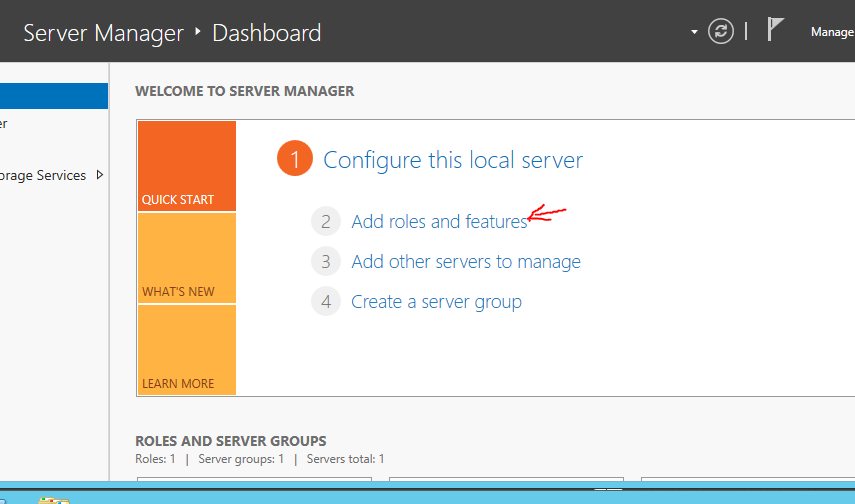 Server Manager ‣ Dashboard
Manage
WELCOME TO SERVER MANAGER
er
orage Services
QUICK START
WHAT'S NEW
LEARN MORE
1 Configure this local server
2 Add roles and features
3 Add other servers to manage
4 Create a server group
ROLES AND SERVER GROUPS
Roles: 1 | Server groups: 1 | Servers total: 1